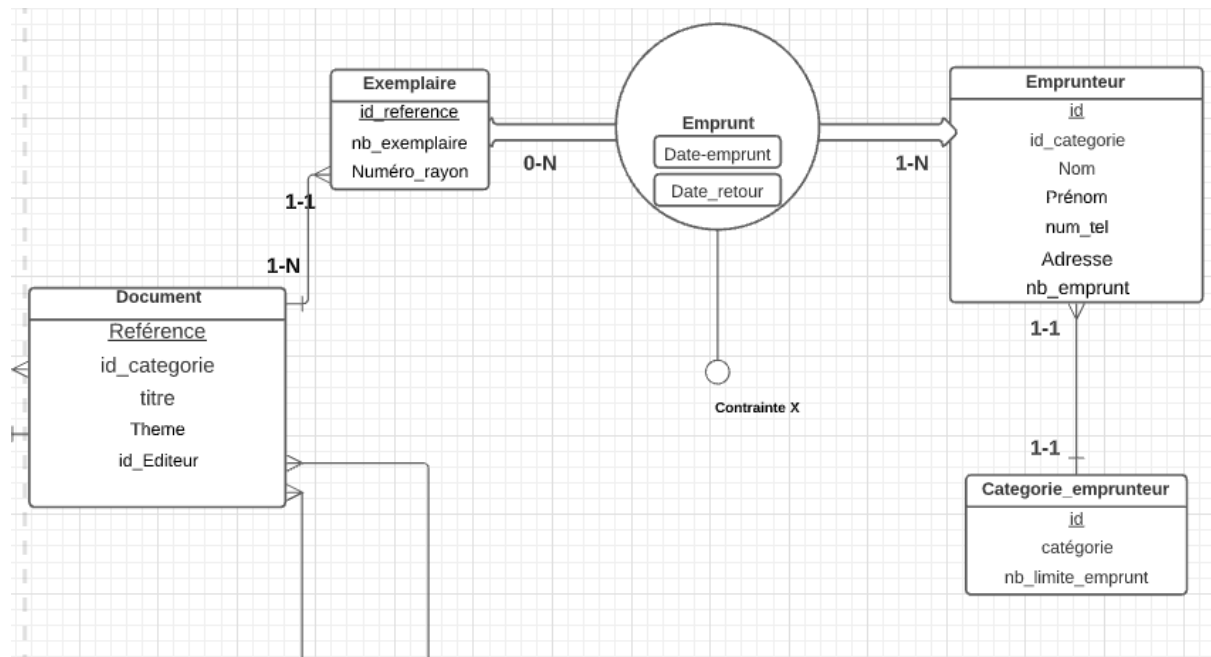 Exemplaire
id_reference
nb_exemplaire
Numéro_rayon
Emprunt
Date-emprunt
Date_retour
Emprunteur
id
id_categorie
Nom
Prénom
num_tel
Adresse
nb_emprunt
0-N
1-N
1-1
1-N
Document
Reférence
id_categorie
titre
Theme
id_Editeur
Contrainte X
1-1
1-1
Categorie_emprunteur
id
catégorie
nb_limite_emprunt